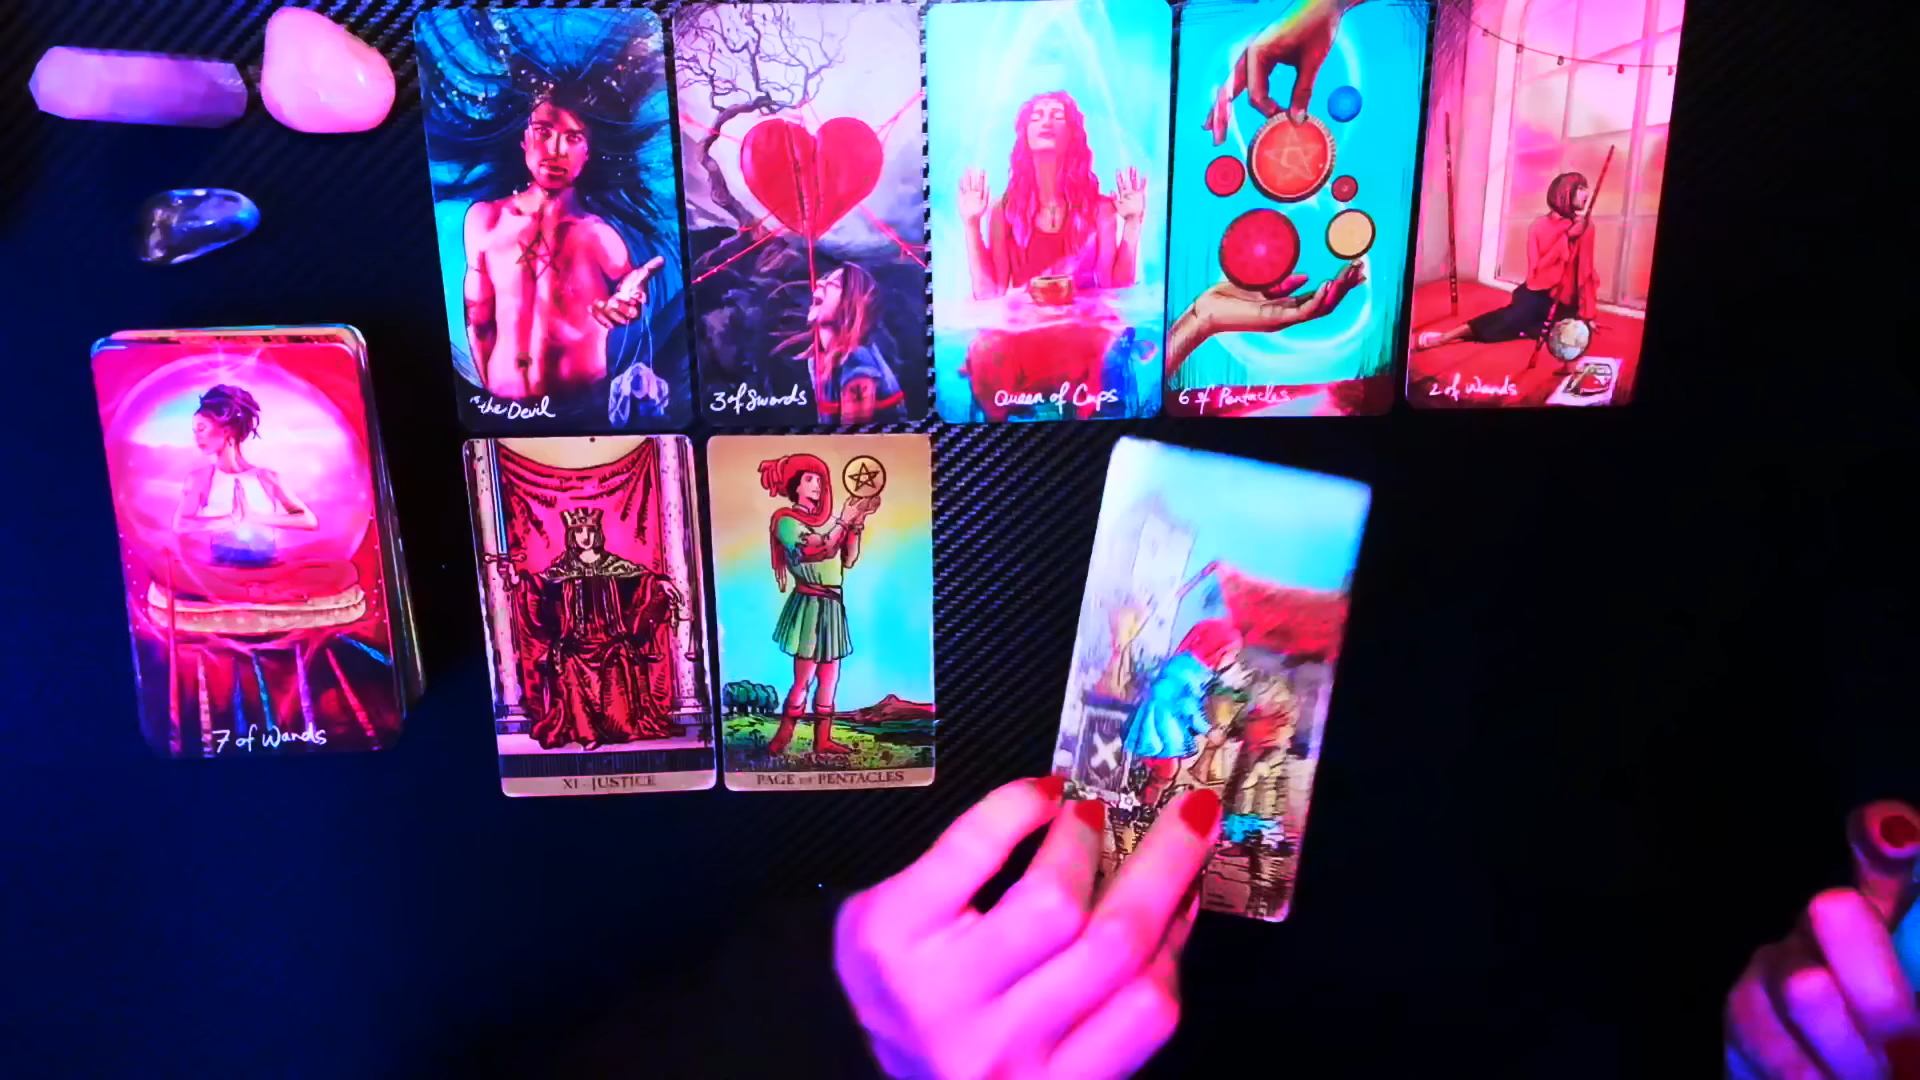 15 the Devil
3 of Swords
Queen of Cups
6 of Pentacles
2 of Wands
7 of Wands
XI · JUSTICE
PAGE OF PENTACLES